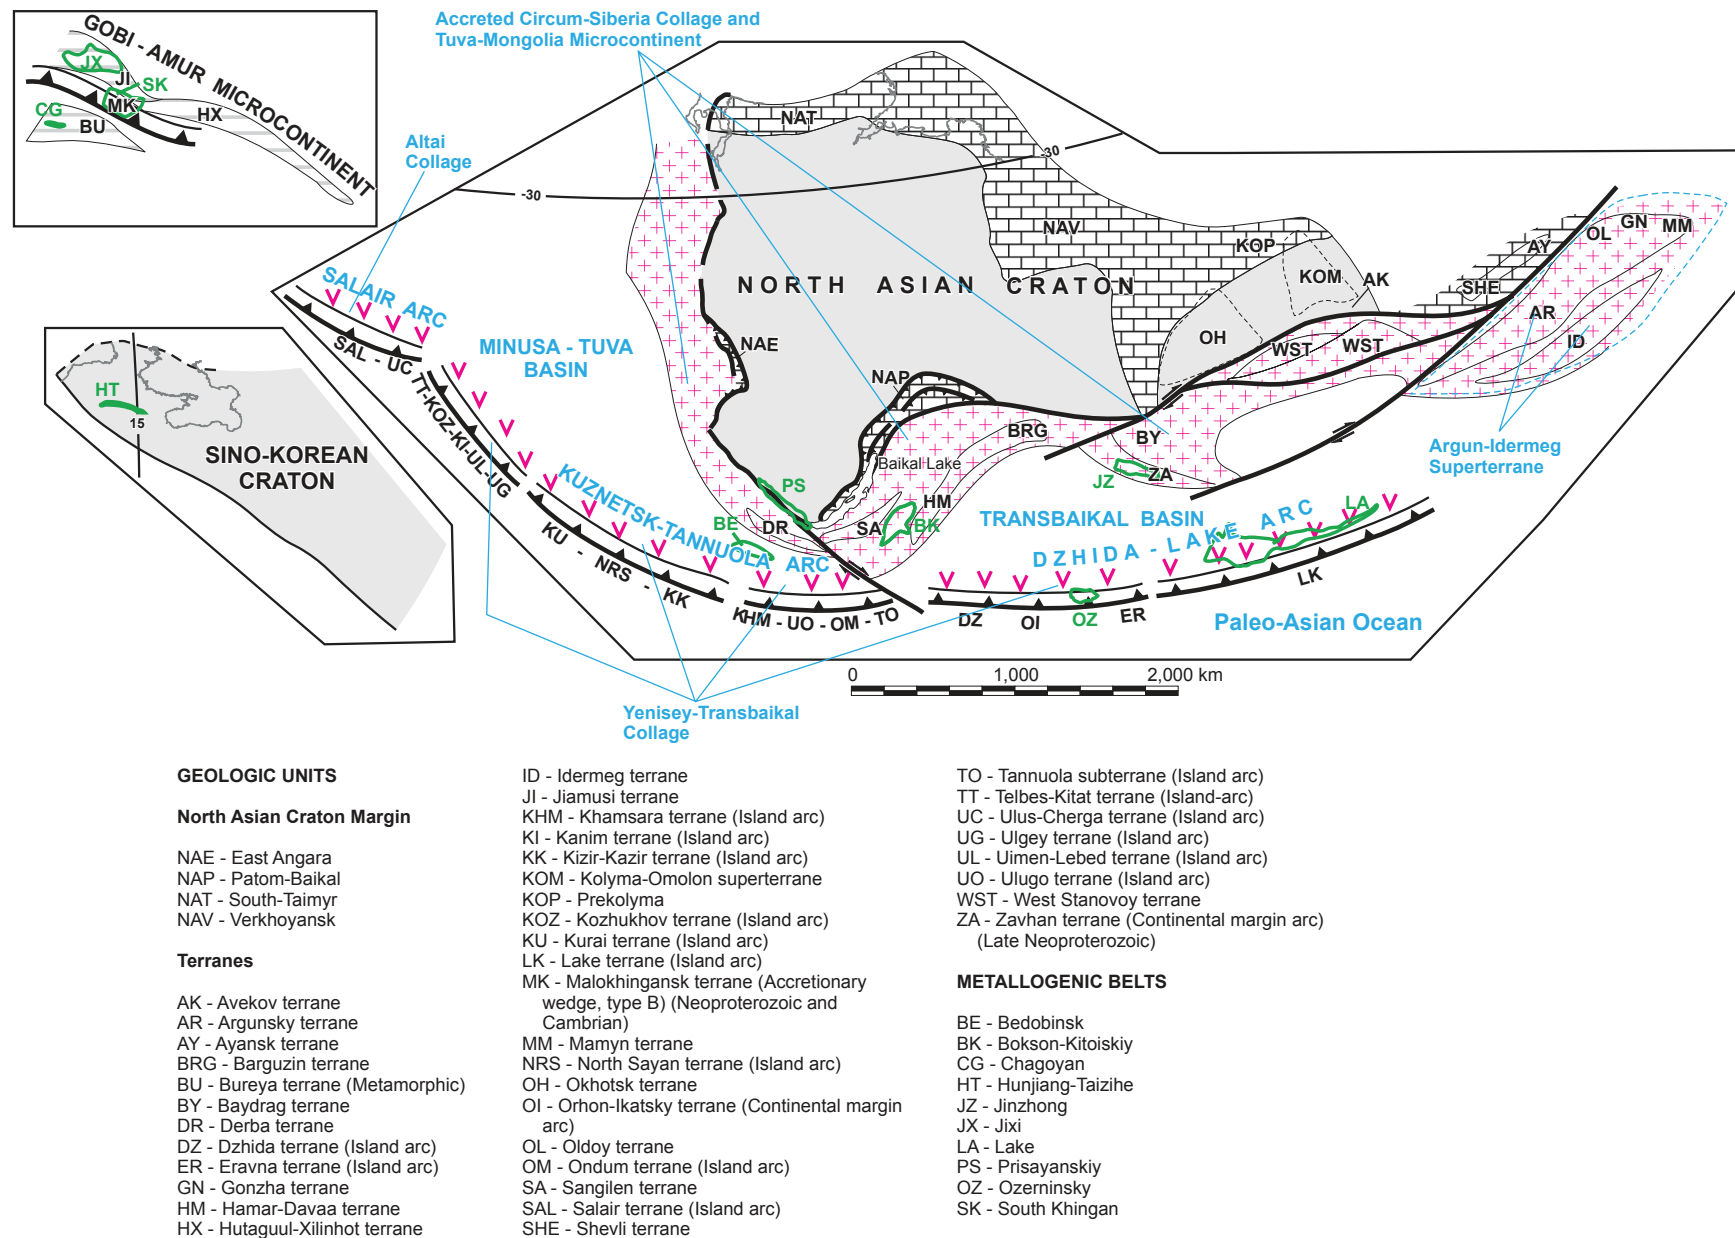 Accreted Circum-Siberia Collage and
Tuva-Mongolia Microcontinent
GOBI - AMUR MICROCONTINENT
JX
JI
SK
MK
CG
BU
HX
Altai
Collage
NAT
-30
-30
NAV
KOP
KOM
AK
AY
OL
GN
MM
SHE
AR
ID
NORTH ASIAN CRATON
OH
WST
WST
SALAIR ARC
SAL - UC
MINUSA - TUVA
BASIN
NAE
NAP
TT-KOZ-KI-UL-UG
HT
15
SINO-KOREAN
CRATON
BRG
BY
Baikal Lake
JZ
ZA
Argun-Idermeg
Superterrane
KUZNETSK-TANNUOLA ARC
PS
BE
DR
SA
HM
BK
TRANSBAIKAL BASIN
DZHIDA - LAKE ARC
LA
KU - NRS - KK
KHM - UO - OM - TO
DZ
OI
OZ
ER
LK
Paleo-Asian Ocean
0 1,000 2,000 km
Yenisey-Transbaikal
Collage
GEOLOGIC UNITS
North Asian Craton Margin
NAE - East Angara
NAP - Patom-Baikal
NAT - South-Taimyr
NAV - Verkhoyansk
Terranes
AK - Avekov terrane
AR - Argunsky terrane
AY - Ayansk terrane
BRG - Barguzin terrane
BU - Bureya terrane (Metamorphic)
BY - Baydrag terrane
DR - Derba terrane
DZ - Dzhida terrane (Island arc)
ER - Eravna terrane (Island arc)
GN - Gonzha terrane
HM - Hamar-Davaa terrane
HX - Hutaguul-Xilinhot terrane
ID - Idermeg terrane
JI - Jiamusi terrane
KHM - Khamsara terrane (Island arc)
KI - Kanim terrane (Island arc)
KK - Kizir-Kazir terrane (Island arc)
KOM - Kolyma-Omolon superterrane
KOP - Prekolyma
KOZ - Kozhukhov terrane (Island arc)
KU - Kurai terrane (Island arc)
LK - Lake terrane (Island arc)
MK - Malokhingansk terrane (Accretionary
wedge, type B) (Neoproterozoic and
Cambrian)
MM - Mamyn terrane
NRS - North Sayan terrane (Island arc)
OH - Okhotsk terrane
OI - Orhon-Ikatsky terrane (Continental margin
arc)
OL - Oldoy terrane
OM - Ondum terrane (Island arc)
SA - Sangilen terrane
SAL - Salair terrane (Island arc)
SHE - Shevli terrane
TO - Tannuola subterrane (Island arc)
TT - Telbes-Kitat terrane (Island-arc)
UC - Ulus-Cherga terrane (Island arc)
UG - Ulgey terrane (Island arc)
UL - Uimen-Lebed terrane (Island arc)
UO - Ulugo terrane (Island arc)
WST - West Stanovoy terrane
ZA - Zavhan terrane (Continental margin arc)
(Late Neoproterozoic)
METALLOGENIC BELTS
BE - Bedobinsk
BK - Bokson-Kitoiskiy
CG - Chagoyan
HT - Hunjiang-Taizihe
JZ - Jinzhong
JX - Jixi
LA - Lake
PS - Prisayanskiy
OZ - Ozerninsky
SK - South Khingan